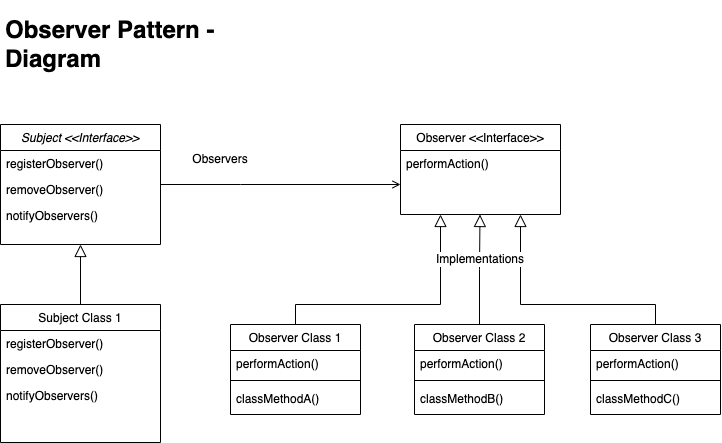 Observer Pattern -
Diagram
Subject <<Interface>>
registerObserver()
removeObserver()
notifyObservers()
Observers
Observer <<Interface>>
performAction()
Implementations
Subject Class 1
registerObserver()
removeObserver()
notifyObservers()
Observer Class 1
performAction()
classMethodA()
Observer Class 2
performAction()
classMethodB()
Observer Class 3
performAction()
classMethodC()